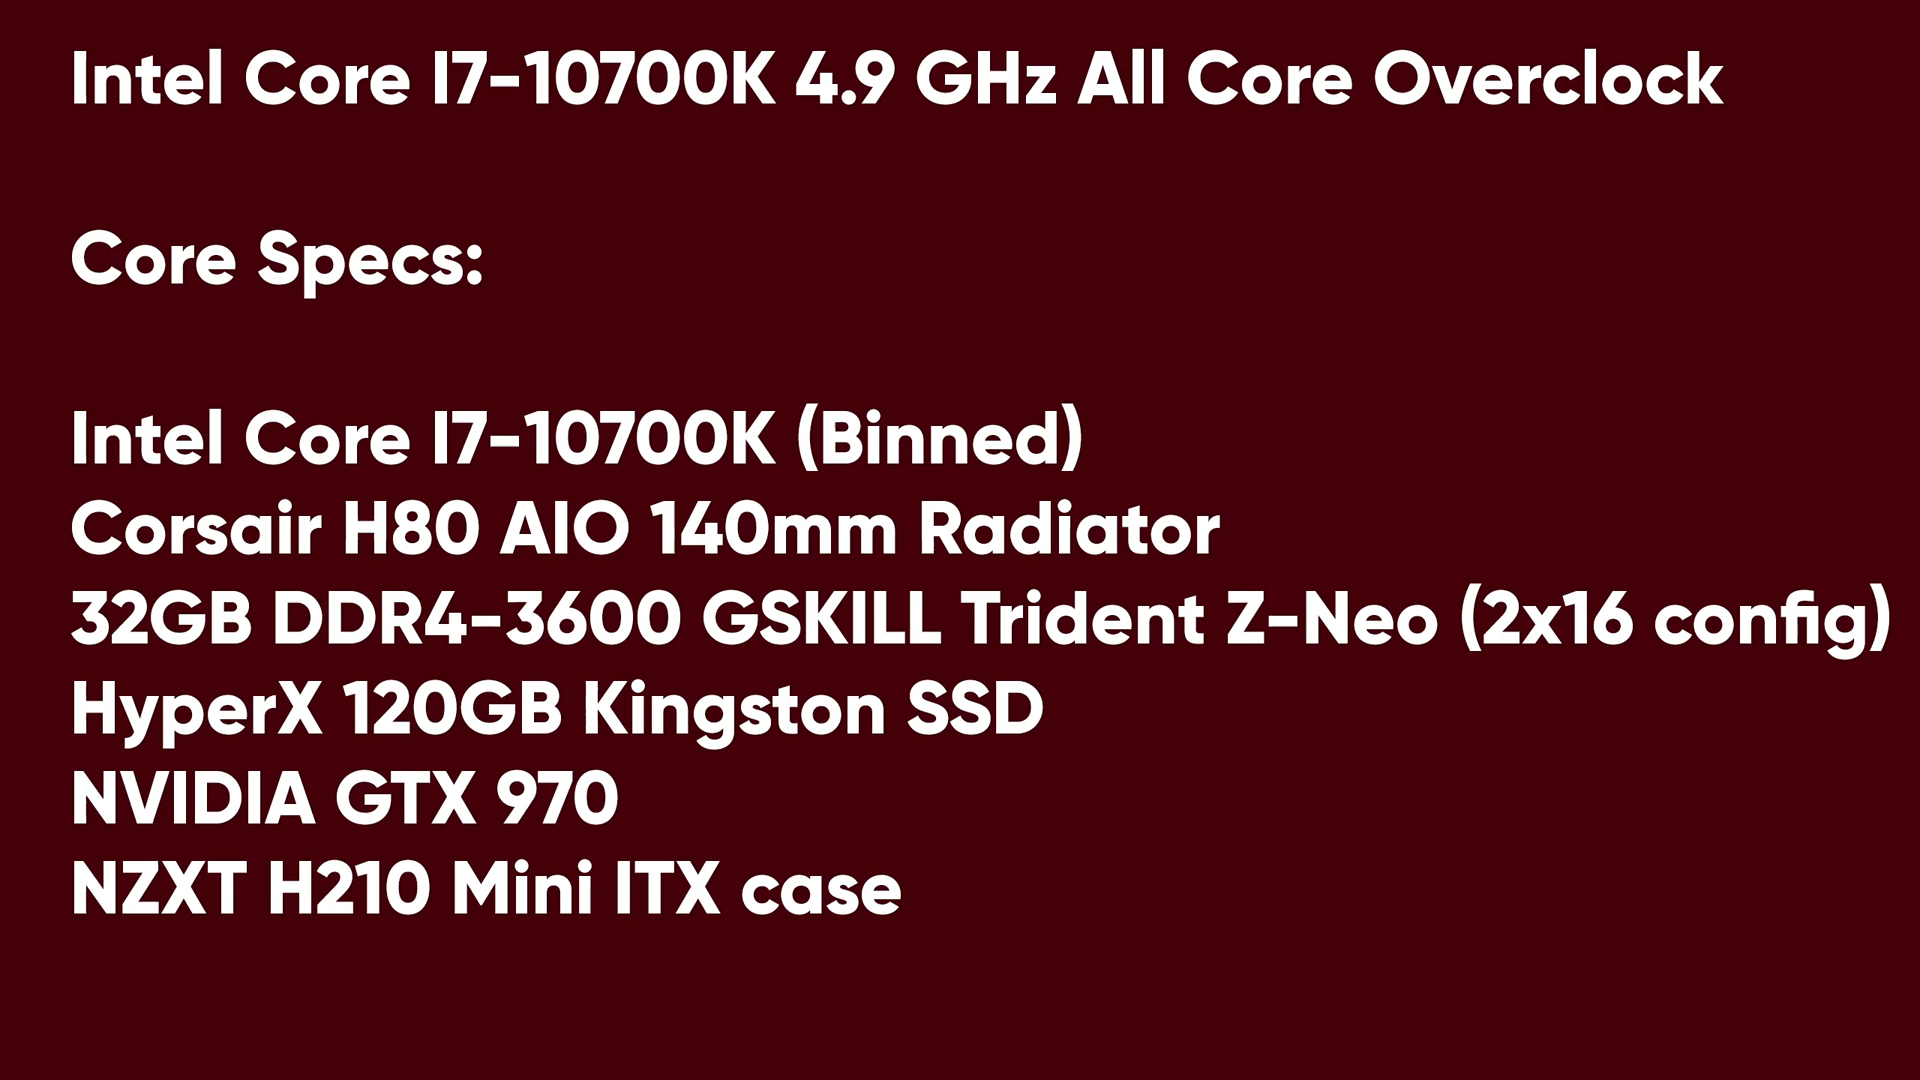 Intel Core I7-10700K 4.9 GHz All Core Overclock
Core Specs:
Intel Core I7-10700K (Binned)
Corsair H80 AIO 140mm Radiator
32GB DDR4-3600 GSKILL Trident Z-Neo (2x16 config)
HyperX 120GB Kingston SSD
NVIDIA GTX 970
NZXT H210 Mini ITX case